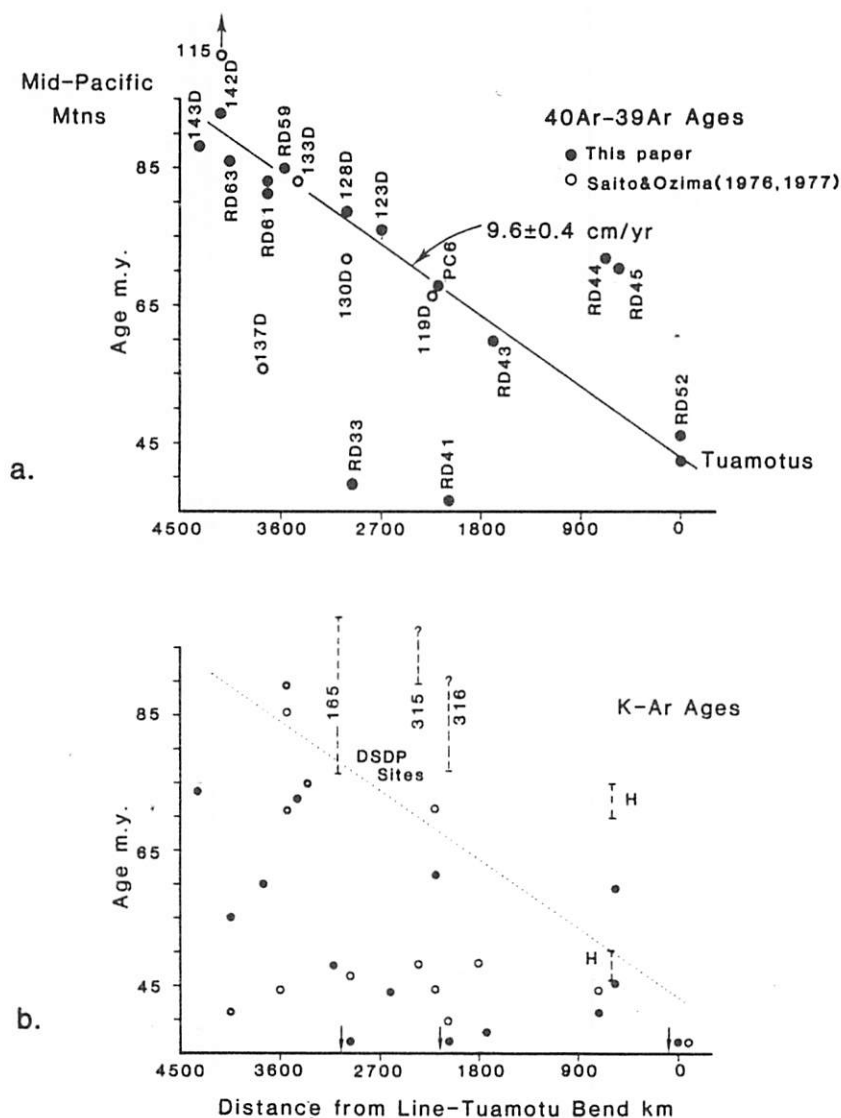 115
Mid-Pacific
Mtns
143D
142D
RD63
RD61
RD59
133D
137D
128D
130D
123D
RD33
119D
PC6
RD41
RD43
RD44
RD45
RD52
40Ar-39Ar Ages
This paper
Saito&Ozima(1976,1977)
9.6±0.4 cm/yr
Tuamotus
Age m.y.
85
65
45
a.
4500 3600 2700 1800 900 0
165
?
315
?
316
DSDP
Sites
K-Ar Ages
H
H
Age m.y.
85
65
45
b.
4500 3600 2700 1800 900 0
Distance from Line-Tuamotu Bend km